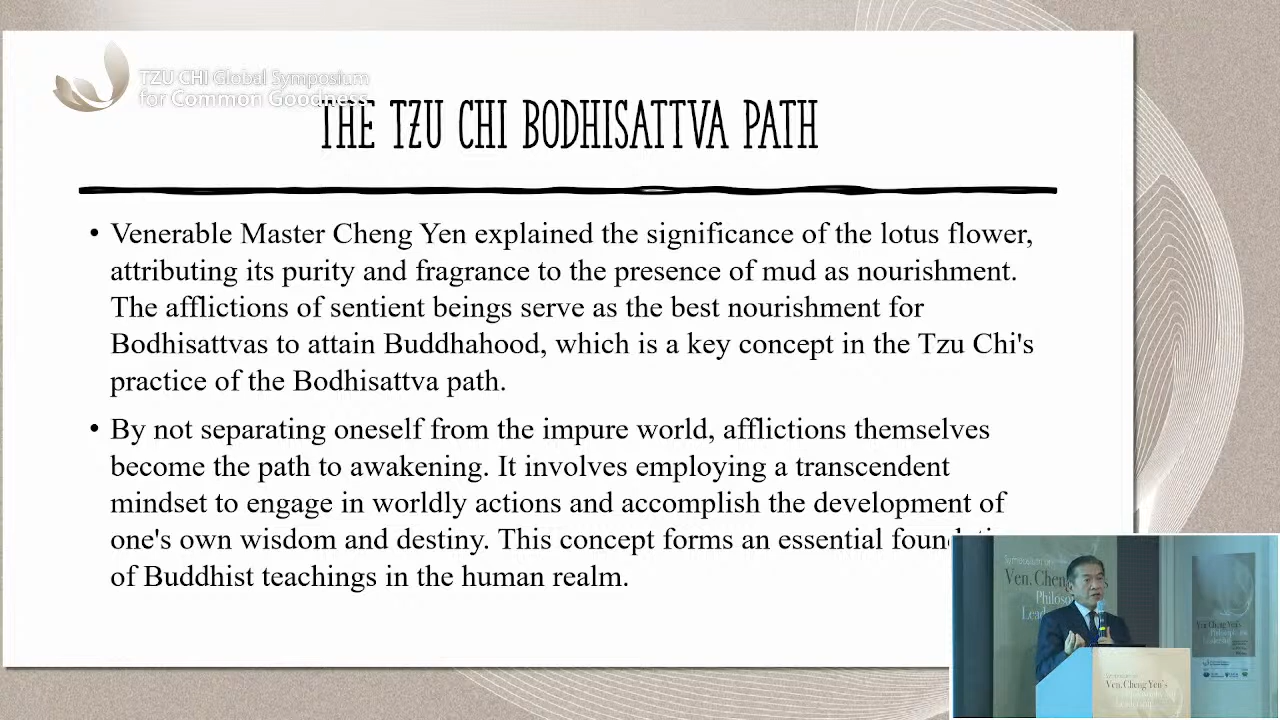 TZU CHI Global Symposium
for Common Goodness
THE TZU CHI BODHISATTVA PATH
• Venerable Master Cheng Yen explained the significance of the lotus flower,
attributing its purity and fragrance to the presence of mud as nourishment.
The afflictions of sentient beings serve as the best nourishment for
Bodhisattvas to attain Buddhahood, which is a key concept in the Tzu Chi's
practice of the Bodhisattva path.
• By not separating oneself from the impure world, afflictions themselves
become the path to awakening. It involves employing a transcendent
mindset to engage in worldly actions and accomplish the development of
one's own wisdom and destiny. This concept forms an essential
of Buddhist teachings in the human realm.
Symposium on
Ven. Cheng
Ven. Cheng Yen's
Ven. Cheng Yen's